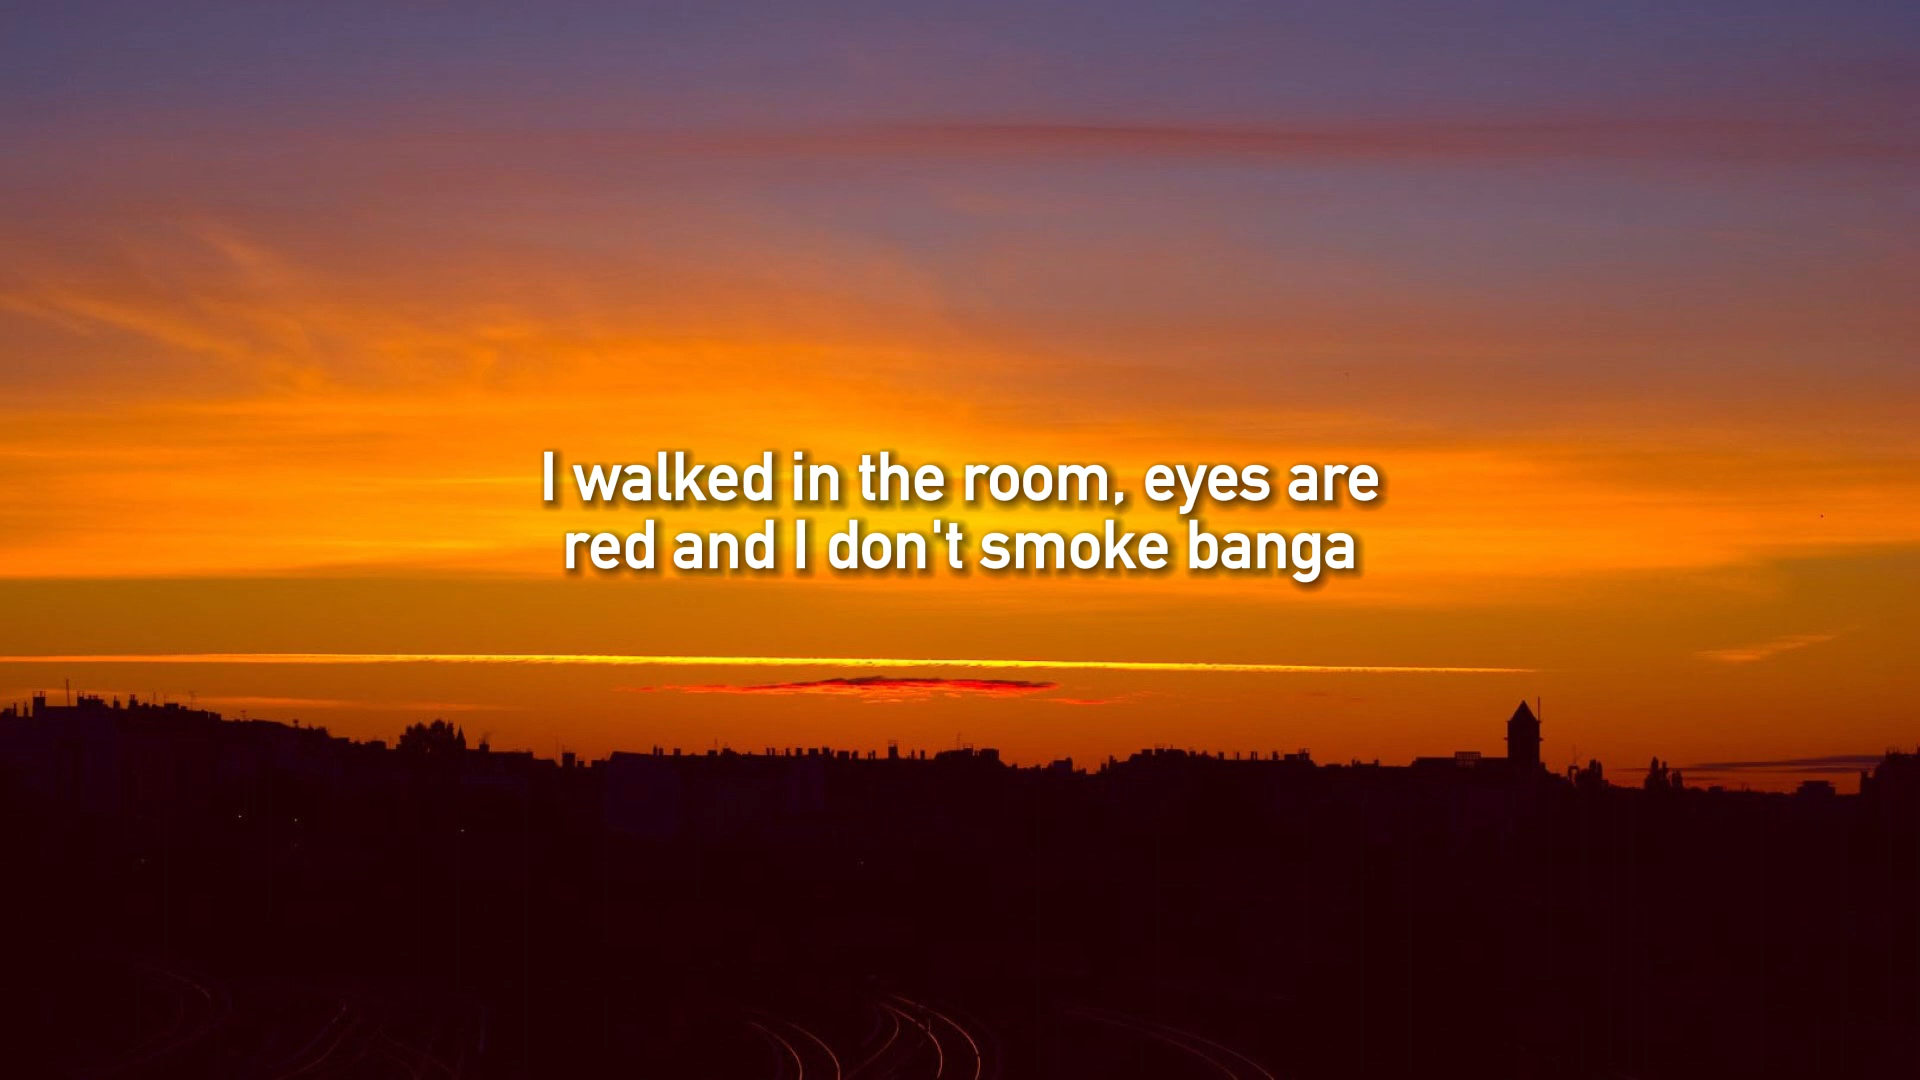 I walked in the room, eyes are
red and I don't smoke banga